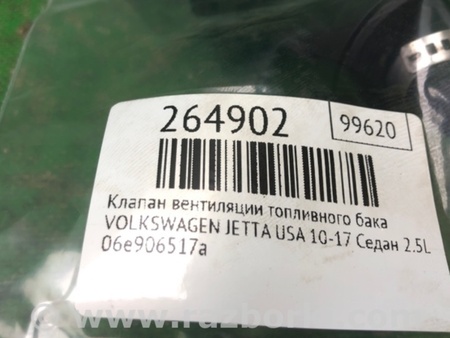 264902
99620
Клапан вентиляции топливного бака
VOLKSWAGEN JETTA USA 10-17 Седан 2.5L
06e906517a